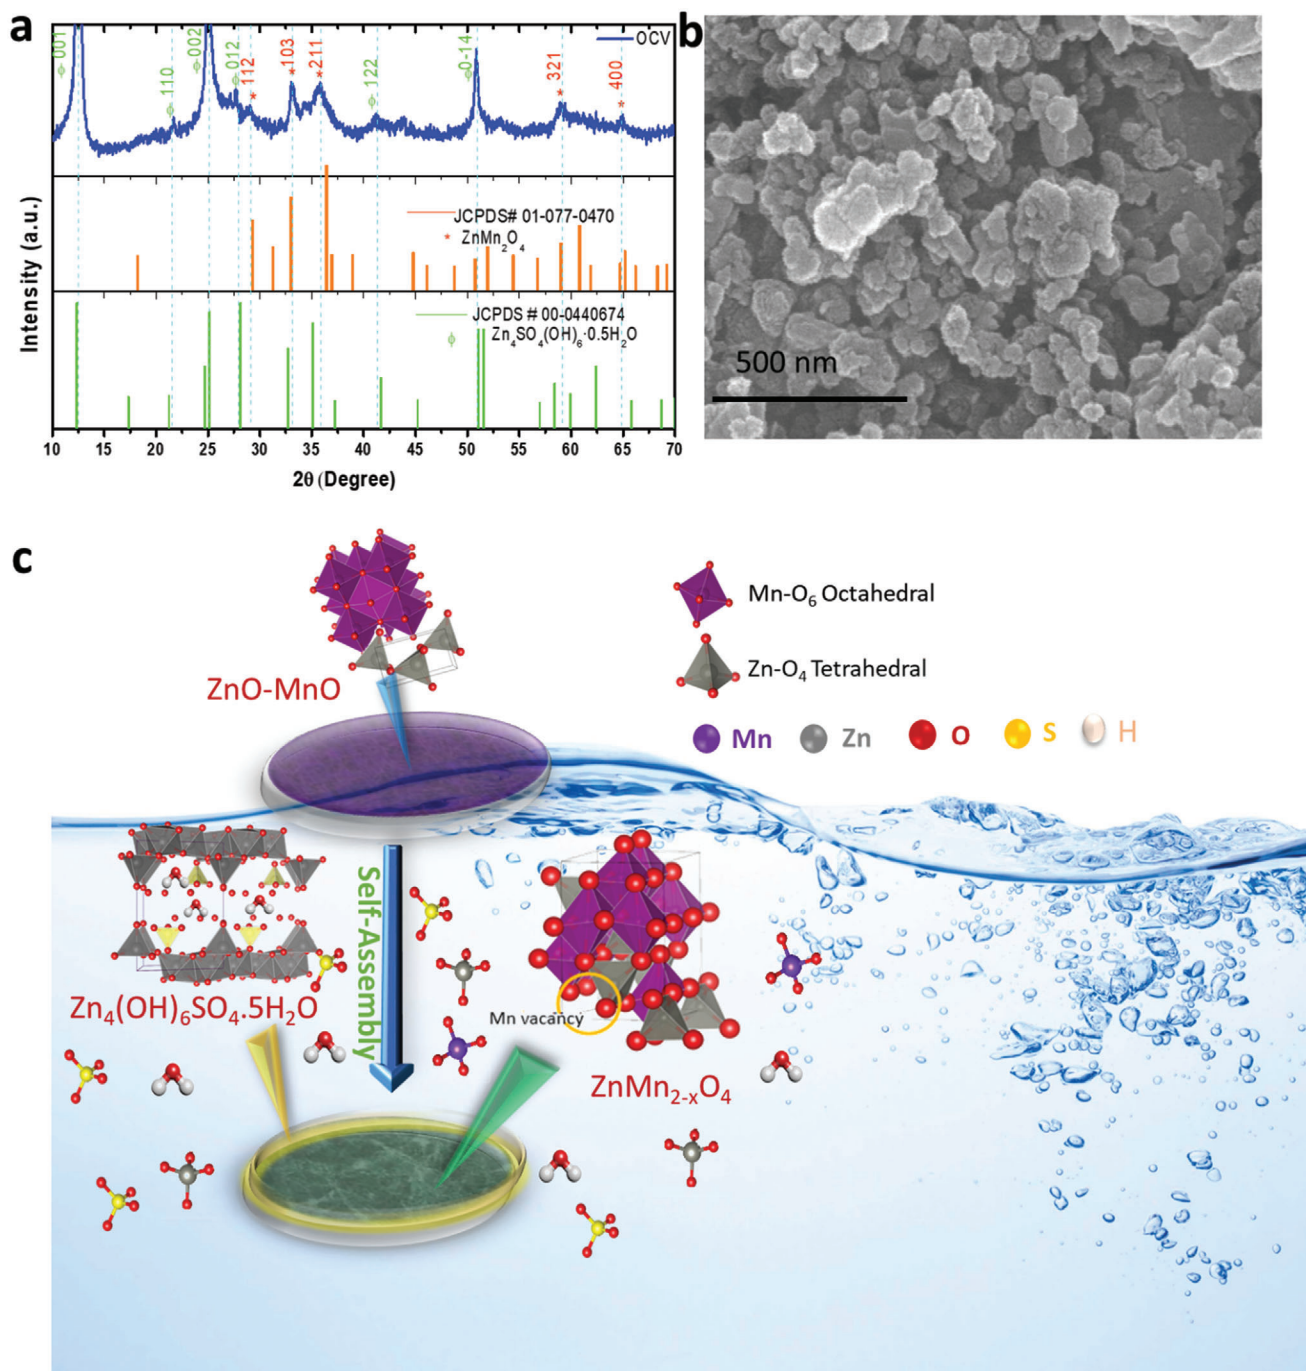 a
ϕ 001
ϕ 110
ϕ 002
ϕ 012
* 112
*103
*211
ϕ 122
ϕ0-14
321
*
400
*
OCV
JCPDS# 01-077-0470
* ZnMn₂O₄
JCPDS # 00-0440674
ϕ Zn₄SO₄(OH)₆·0.5H₂O
Intensity (a.u.)
10 15 20 25 30 35 40 45 50 55 60 65 70
2θ (Degree)
b
500 nm
c
ZnO-MnO
Mn-O₆ Octahedral
Zn-O₄ Tetrahedral
Mn Zn O S H
Self-Assembly
Zn₄(OH)₆SO₄.5H₂O
Mn vacancy
ZnMn₂₋ₓO₄